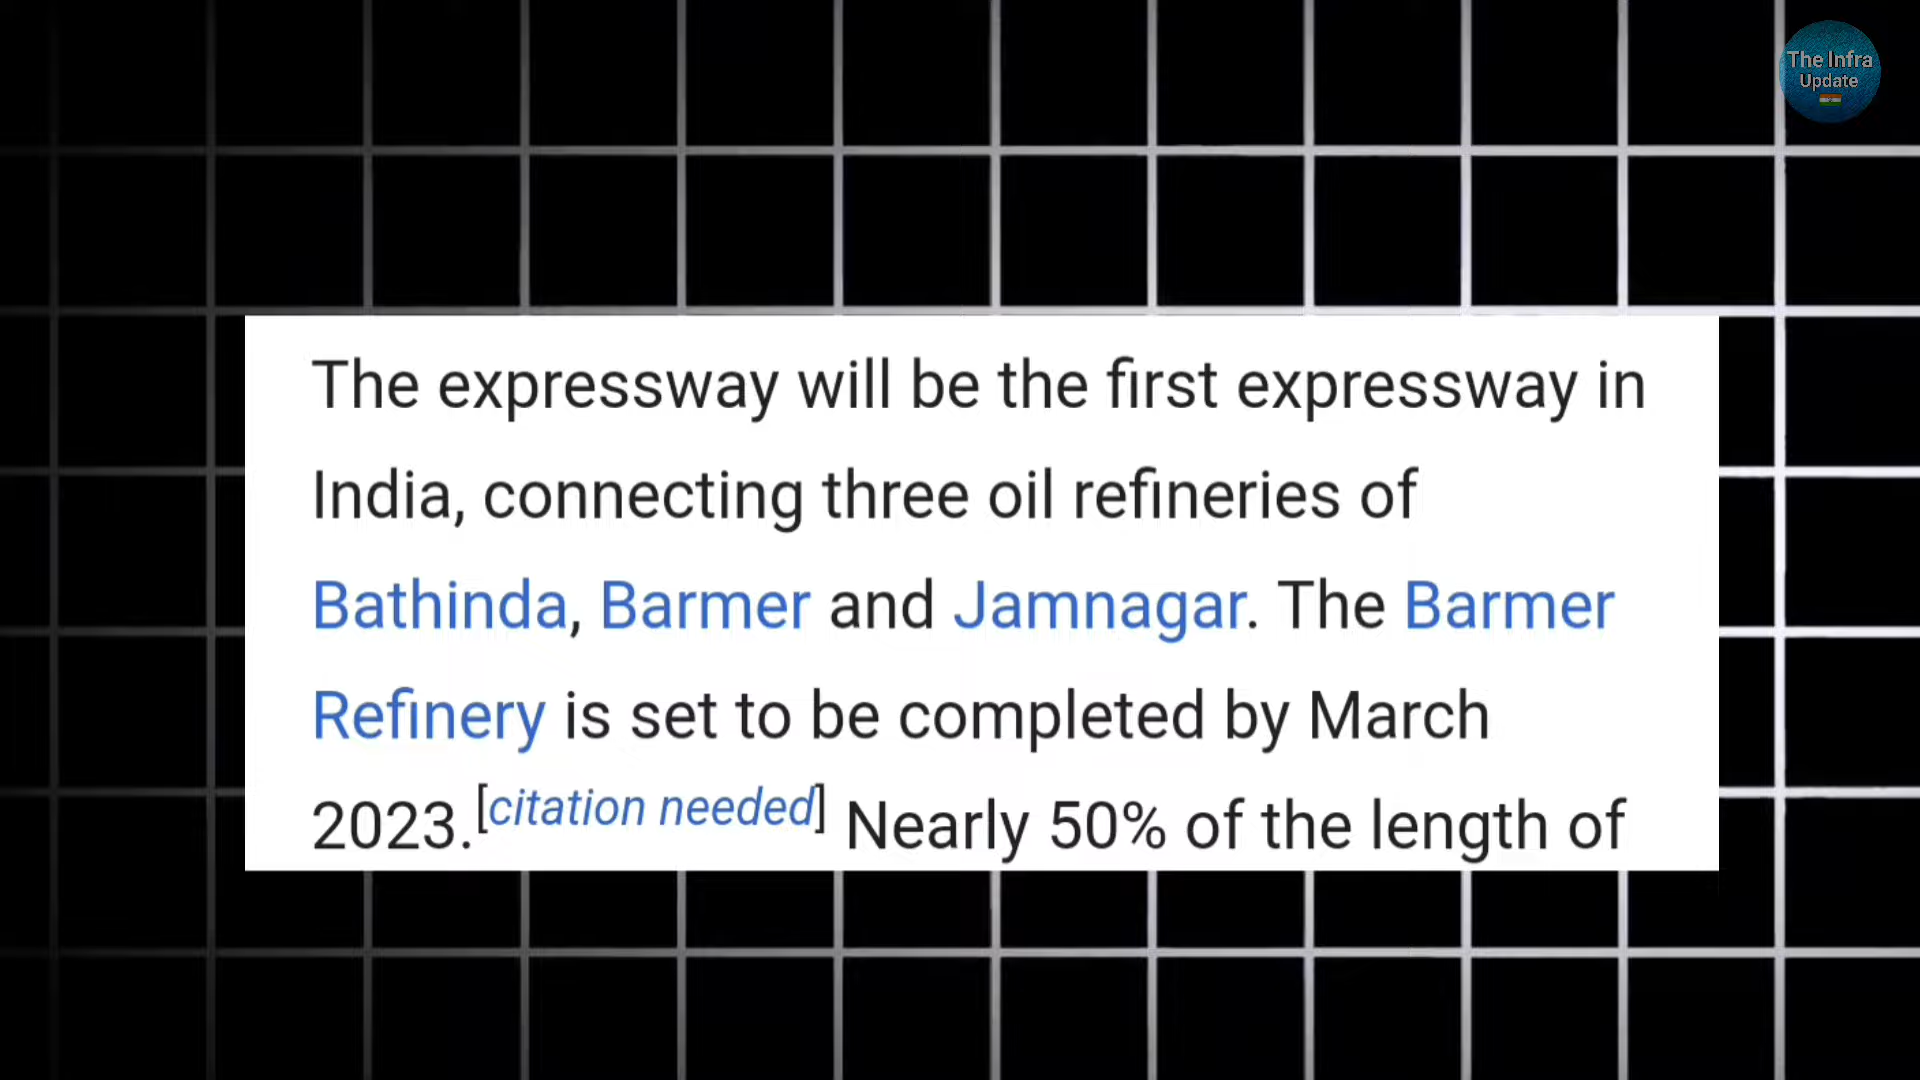 The Infra
Update
The expressway will be the first expressway in
India, connecting three oil refineries of
Bathinda, Barmer and Jamnagar. The Barmer
Refinery is set to be completed by March
2023.[citation needed] Nearly 50% of the length of